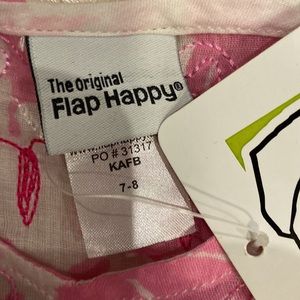 The Original
Flap Happy®
PO # 31317
KAFB
7-8